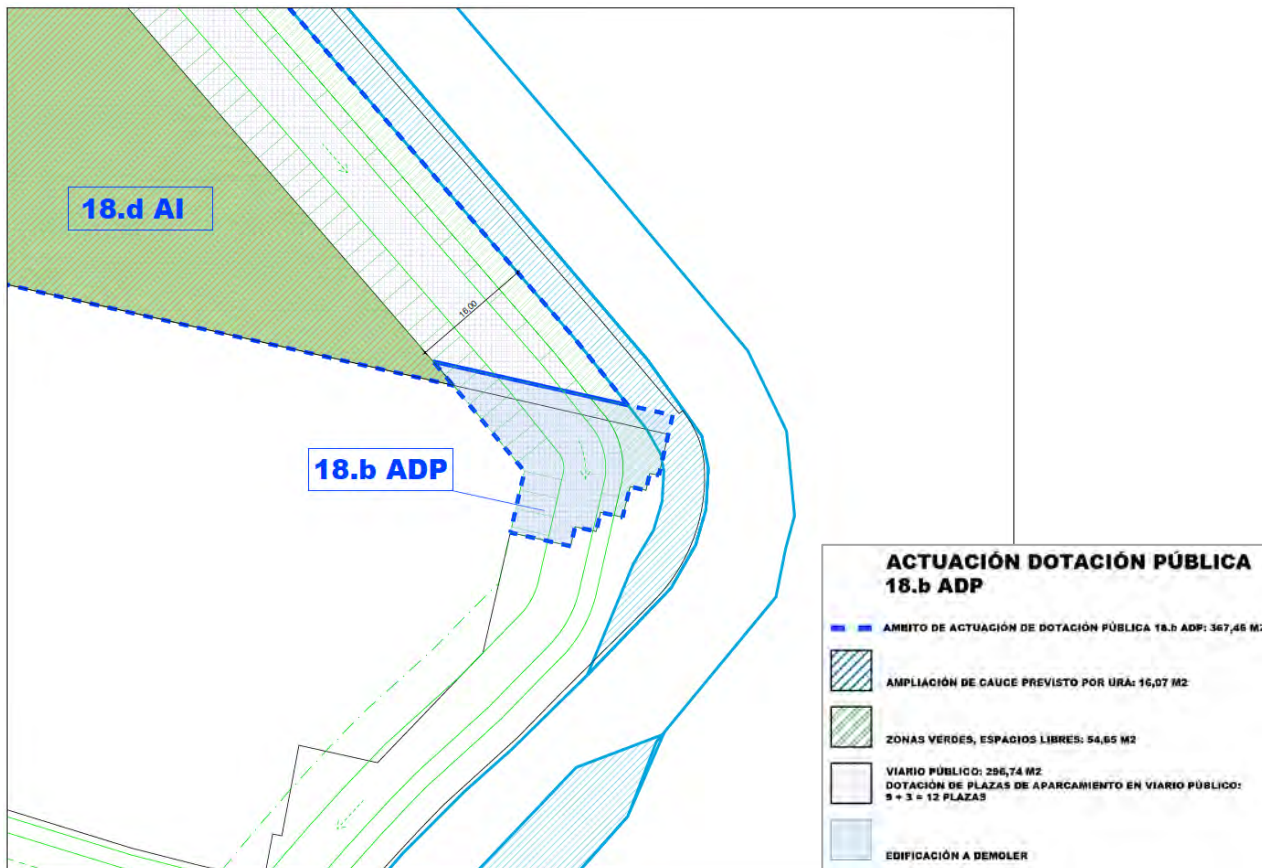 18.d AI
16,00
18.b ADP
ACTUACIÓN DOTACIÓN PÚBLICA
18.b ADP
AMBITO DE ACTUACIÓN DE DOTACIÓN PÚBLICA 18.b ADP: 367,46 M2
AMPLIACIÓN DE CAUCE PREVISTO POR URA: 16,07 M2
ZONAS VERDES, ESPACIOS LIBRES: 54,65 M2
VIARIO PÚBLICO: 296,74 M2
DOTACIÓN DE PLAZAS DE APARCAMIENTO EN VIARIO PÚBLICO:
9 + 3 = 12 PLAZAS
EDIFICACIÓN A DEMOLER